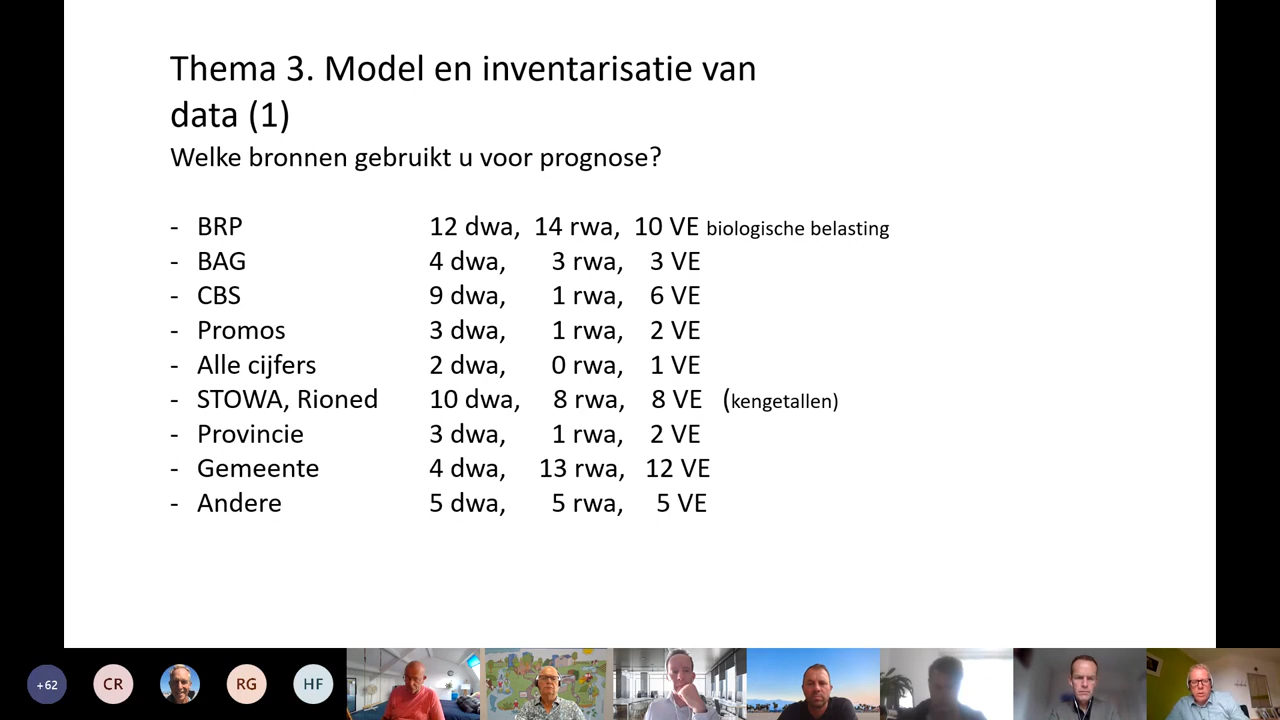 Thema 3. Model en inventarisatie van
data (1)
Welke bronnen gebruikt u voor prognose?
- BRP 12 dwa, 14 rwa, 10 VE biologische belasting
- BAG 4 dwa, 3 rwa, 3 VE
- CBS 9 dwa, 1 rwa, 6 VE
- Promos 3 dwa, 1 rwa, 2 VE
- Alle cijfers 2 dwa, 0 rwa, 1 VE
- STOWA, Rioned 10 dwa, 8 rwa, 8 VE (kengetallen)
- Provincie 3 dwa, 1 rwa, 2 VE
- Gemeente 4 dwa, 13 rwa, 12 VE
- Andere 5 dwa, 5 rwa, 5 VE
+62 CR RG HF